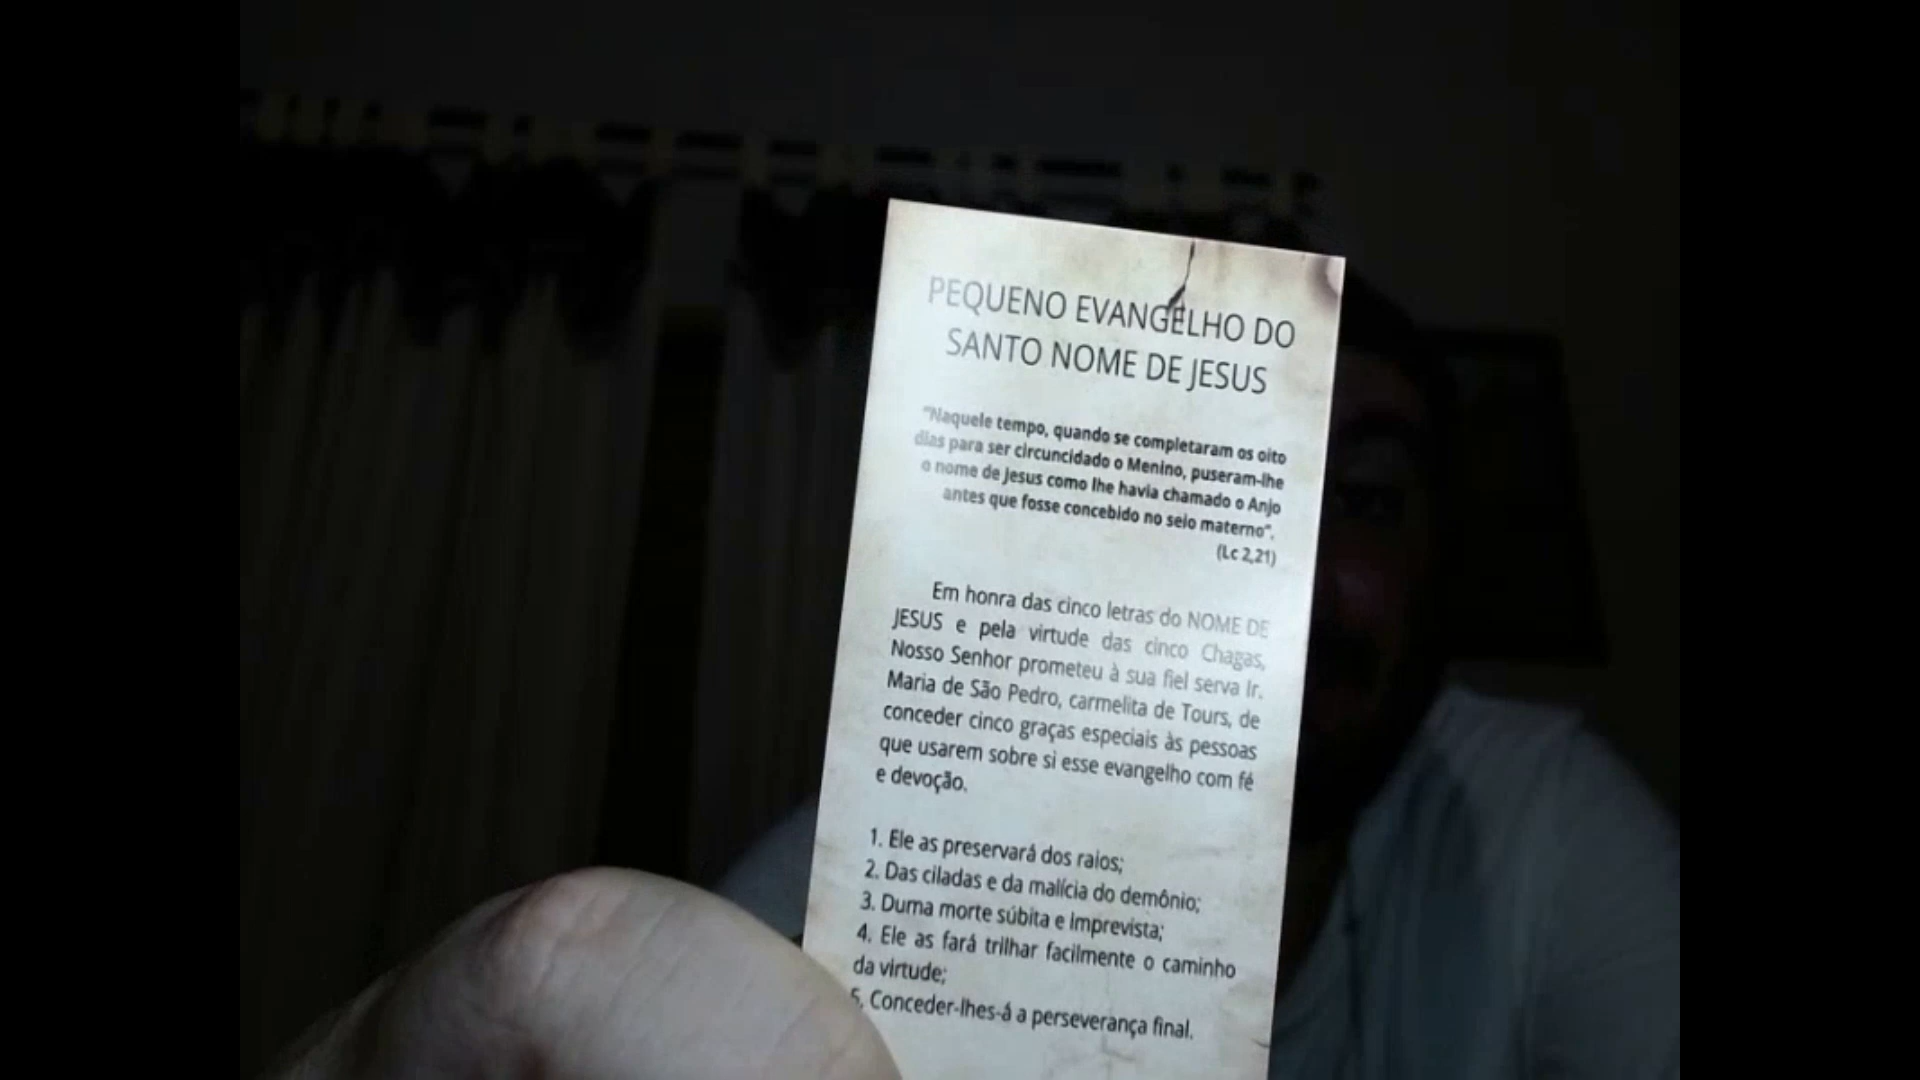 PEQUENO EVANGELHO DO
SANTO NOME DE JESUS
"Naquele tempo, quando se completaram os oito
dias para ser circuncidado o Menino, puseram-lhe
o nome de Jesus como lhe havia chamado o Anjo
antes que fosse concebido no seio materno".
(Lc 2,21)
Em honra das cinco letras do NOME DE
JESUS e pela virtude das cinco Chagas,
Nosso Senhor prometeu à sua fiel serva Ir.
Maria de São Pedro, carmelita de Tours, de
conceder cinco graças especiais às pessoas
que usarem sobre si esse evangelho com fé
e devoção.
1. Ele as preservará dos raios;
2. Das ciladas e da malícia do demônio;
3. Duma morte súbita e imprevista;
4. Ele as fará trilhar facilmente o caminho
da virtude;
5. Conceder-lhes-á a perseverança final.